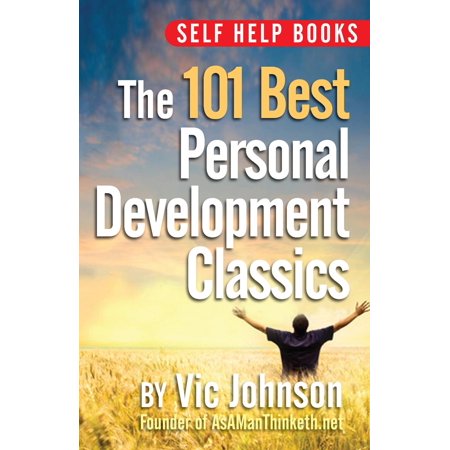 SELF HELP BOOKS
The 101 Best
Personal
Development
Classics
BY Vic Johnson
Founder of AsAManThinketh.net